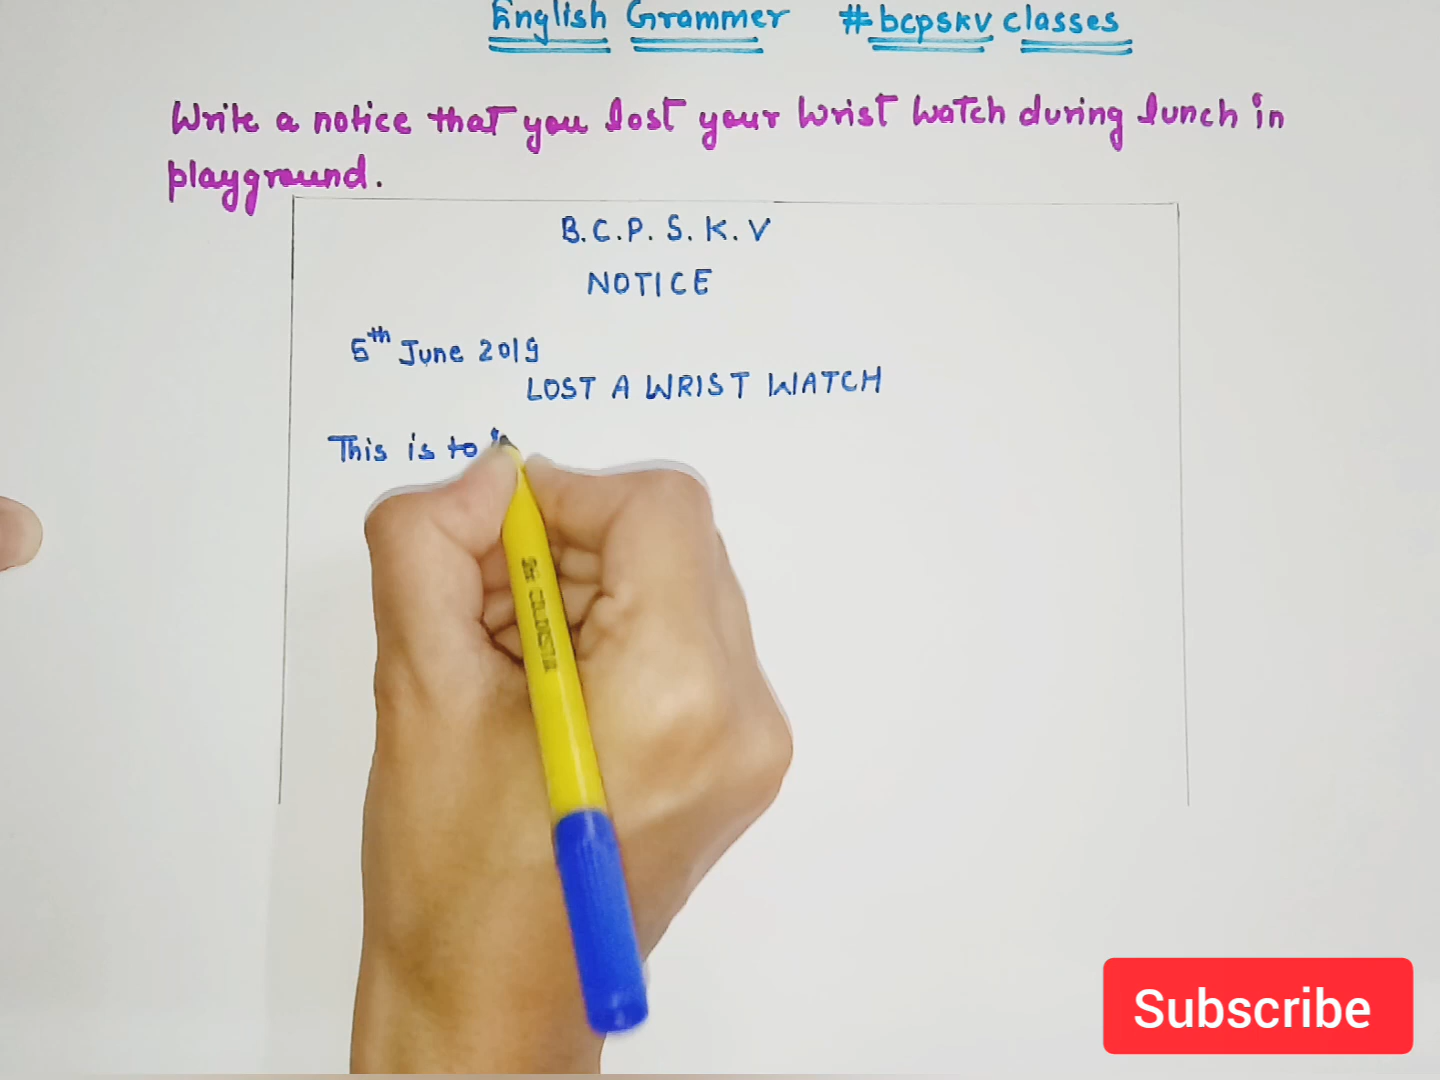 English Grammer #bcpskv classes
Write a notice that you lost your wrist watch during lunch in
playground.
B.C.P.S.K.V
NOTICE
5th June 2019
LOST A WRIST WATCH
This is to
Subscribe